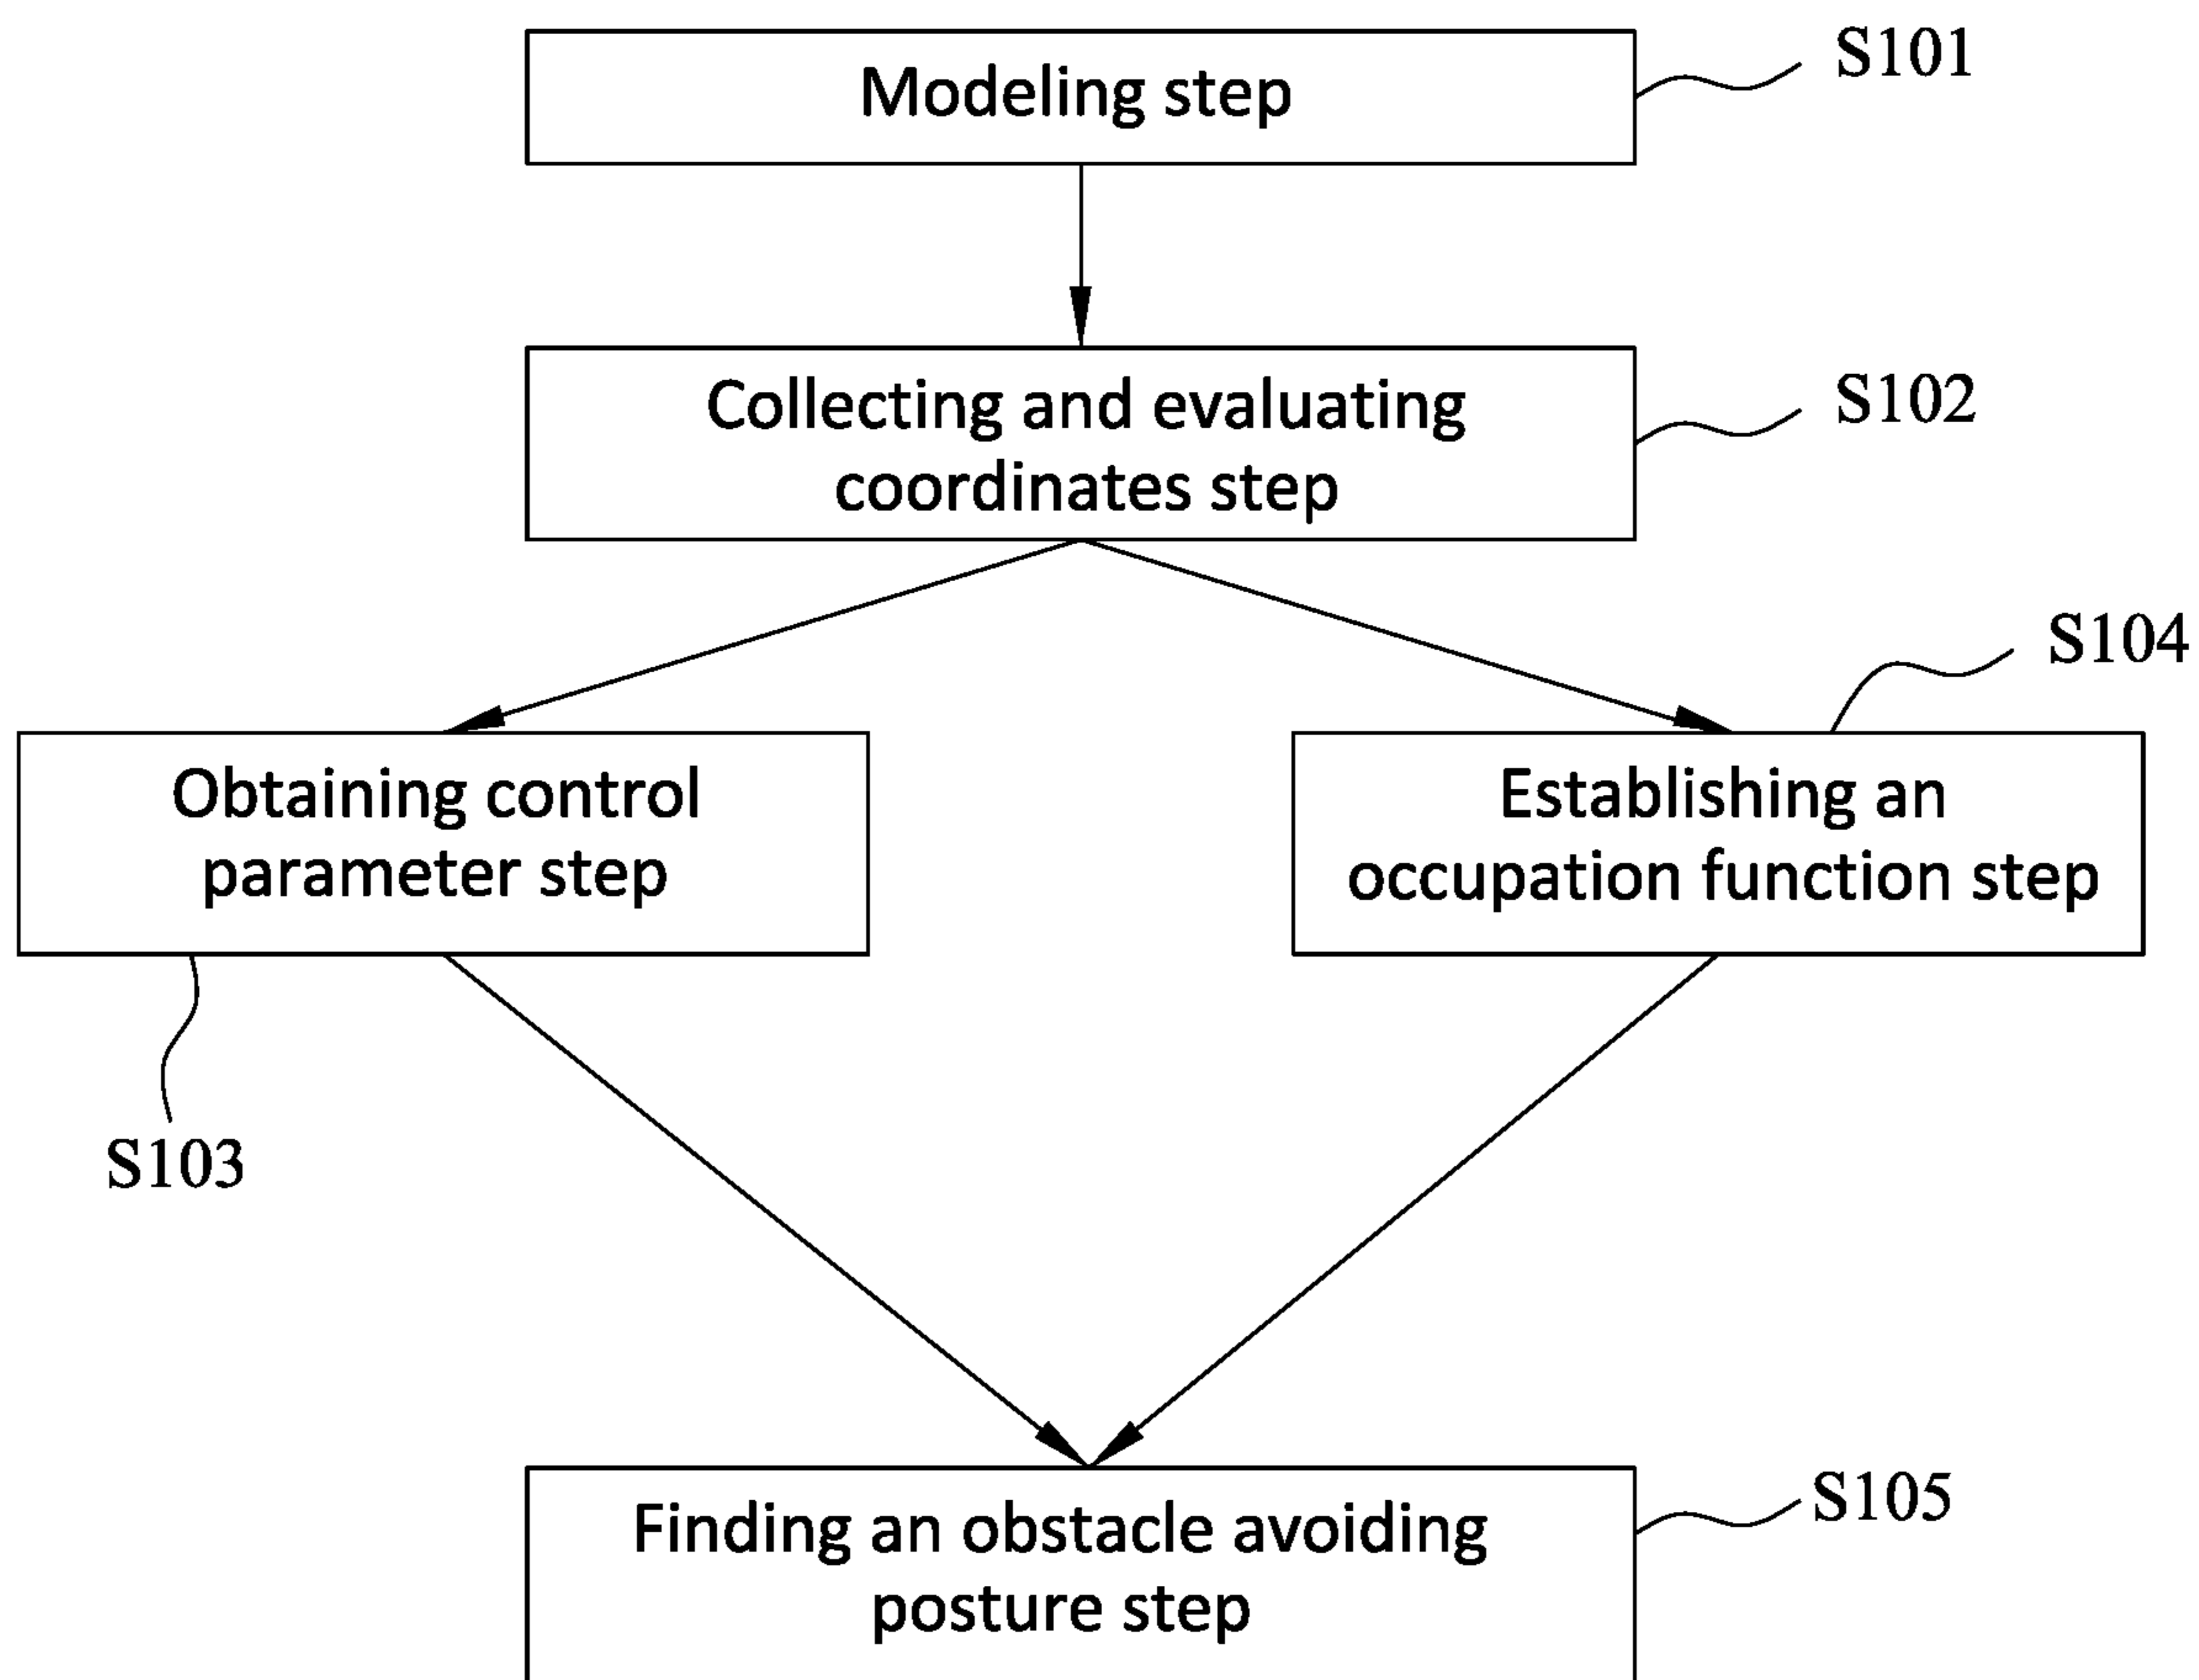 Modeling step
S101
Collecting and evaluating
coordinates step
S102
S104
Obtaining control
parameter step
Establishing an
occupation function step
S103
Finding an obstacle avoiding
posture step
S105